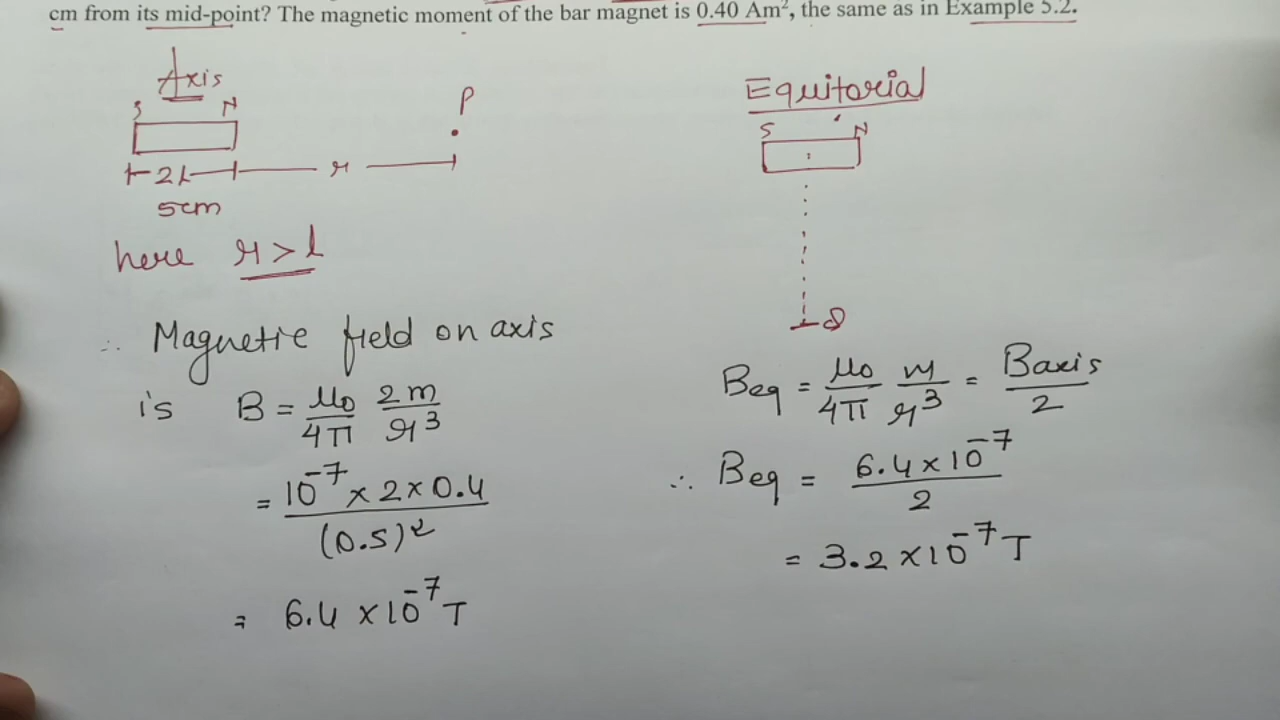 cm from its mid-point? The magnetic moment of the bar magnet is 0.40 Am², the same as in Example 5.2.
Axis
S N
P
2l r
5cm
here r > l
∴ Magnetic field on axis
is B = μ₀/4π 2m/r³
= 10⁻⁷ × 2 × 0.4 / (0.5)²
= 6.4 × 10⁻⁷ T
Equitorial
S N
Q
Beq = μ₀/4π m/r³ = Baxis/2
∴ Beq = 6.4 × 10⁻⁷ / 2
= 3.2 × 10⁻⁷ T